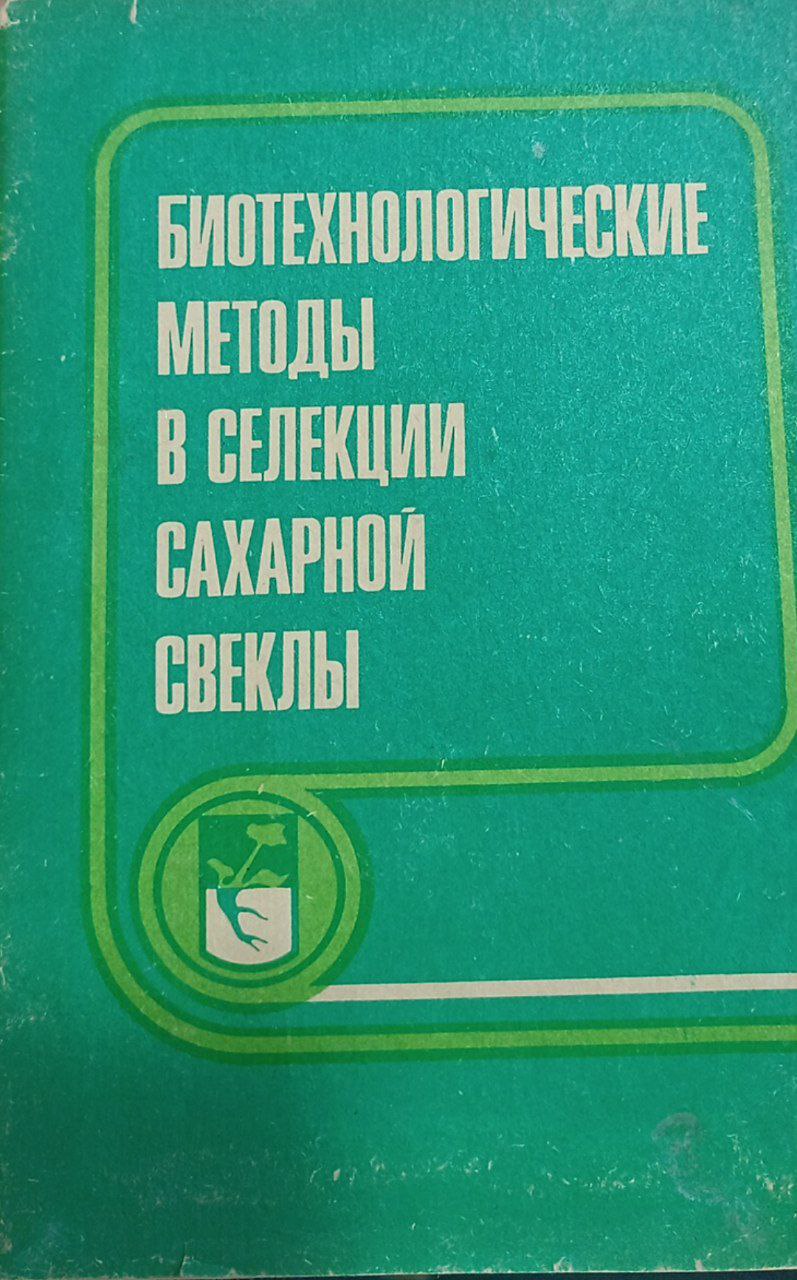 БИОТЕХНОЛОГИЧЕСКИЕ
МЕТОДЫ
В СЕЛЕКЦИИ
САХАРНОЙ
СВЕКЛЫ